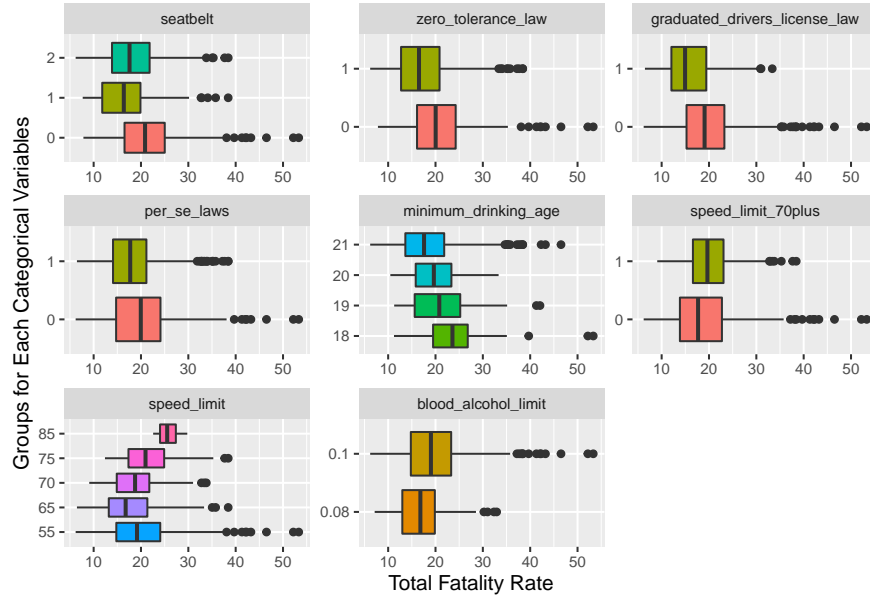 seatbelt
zero_tolerance_law
graduated_drivers_license_law
2
1
0
10 20 30 40 50
1
0
10 20 30 40 50
1
0
10 20 30 40 50
per_se_laws
minimum_drinking_age
speed_limit_70plus
1
0
10 20 30 40 50
21
20
19
18
10 20 30 40 50
1
0
10 20 30 40 50
speed_limit
blood_alcohol_limit
85
75
70
65
55
10 20 30 40 50
0.1
0.08
10 20 30 40 50
Total Fatality Rate
Groups for Each Categorical Variables